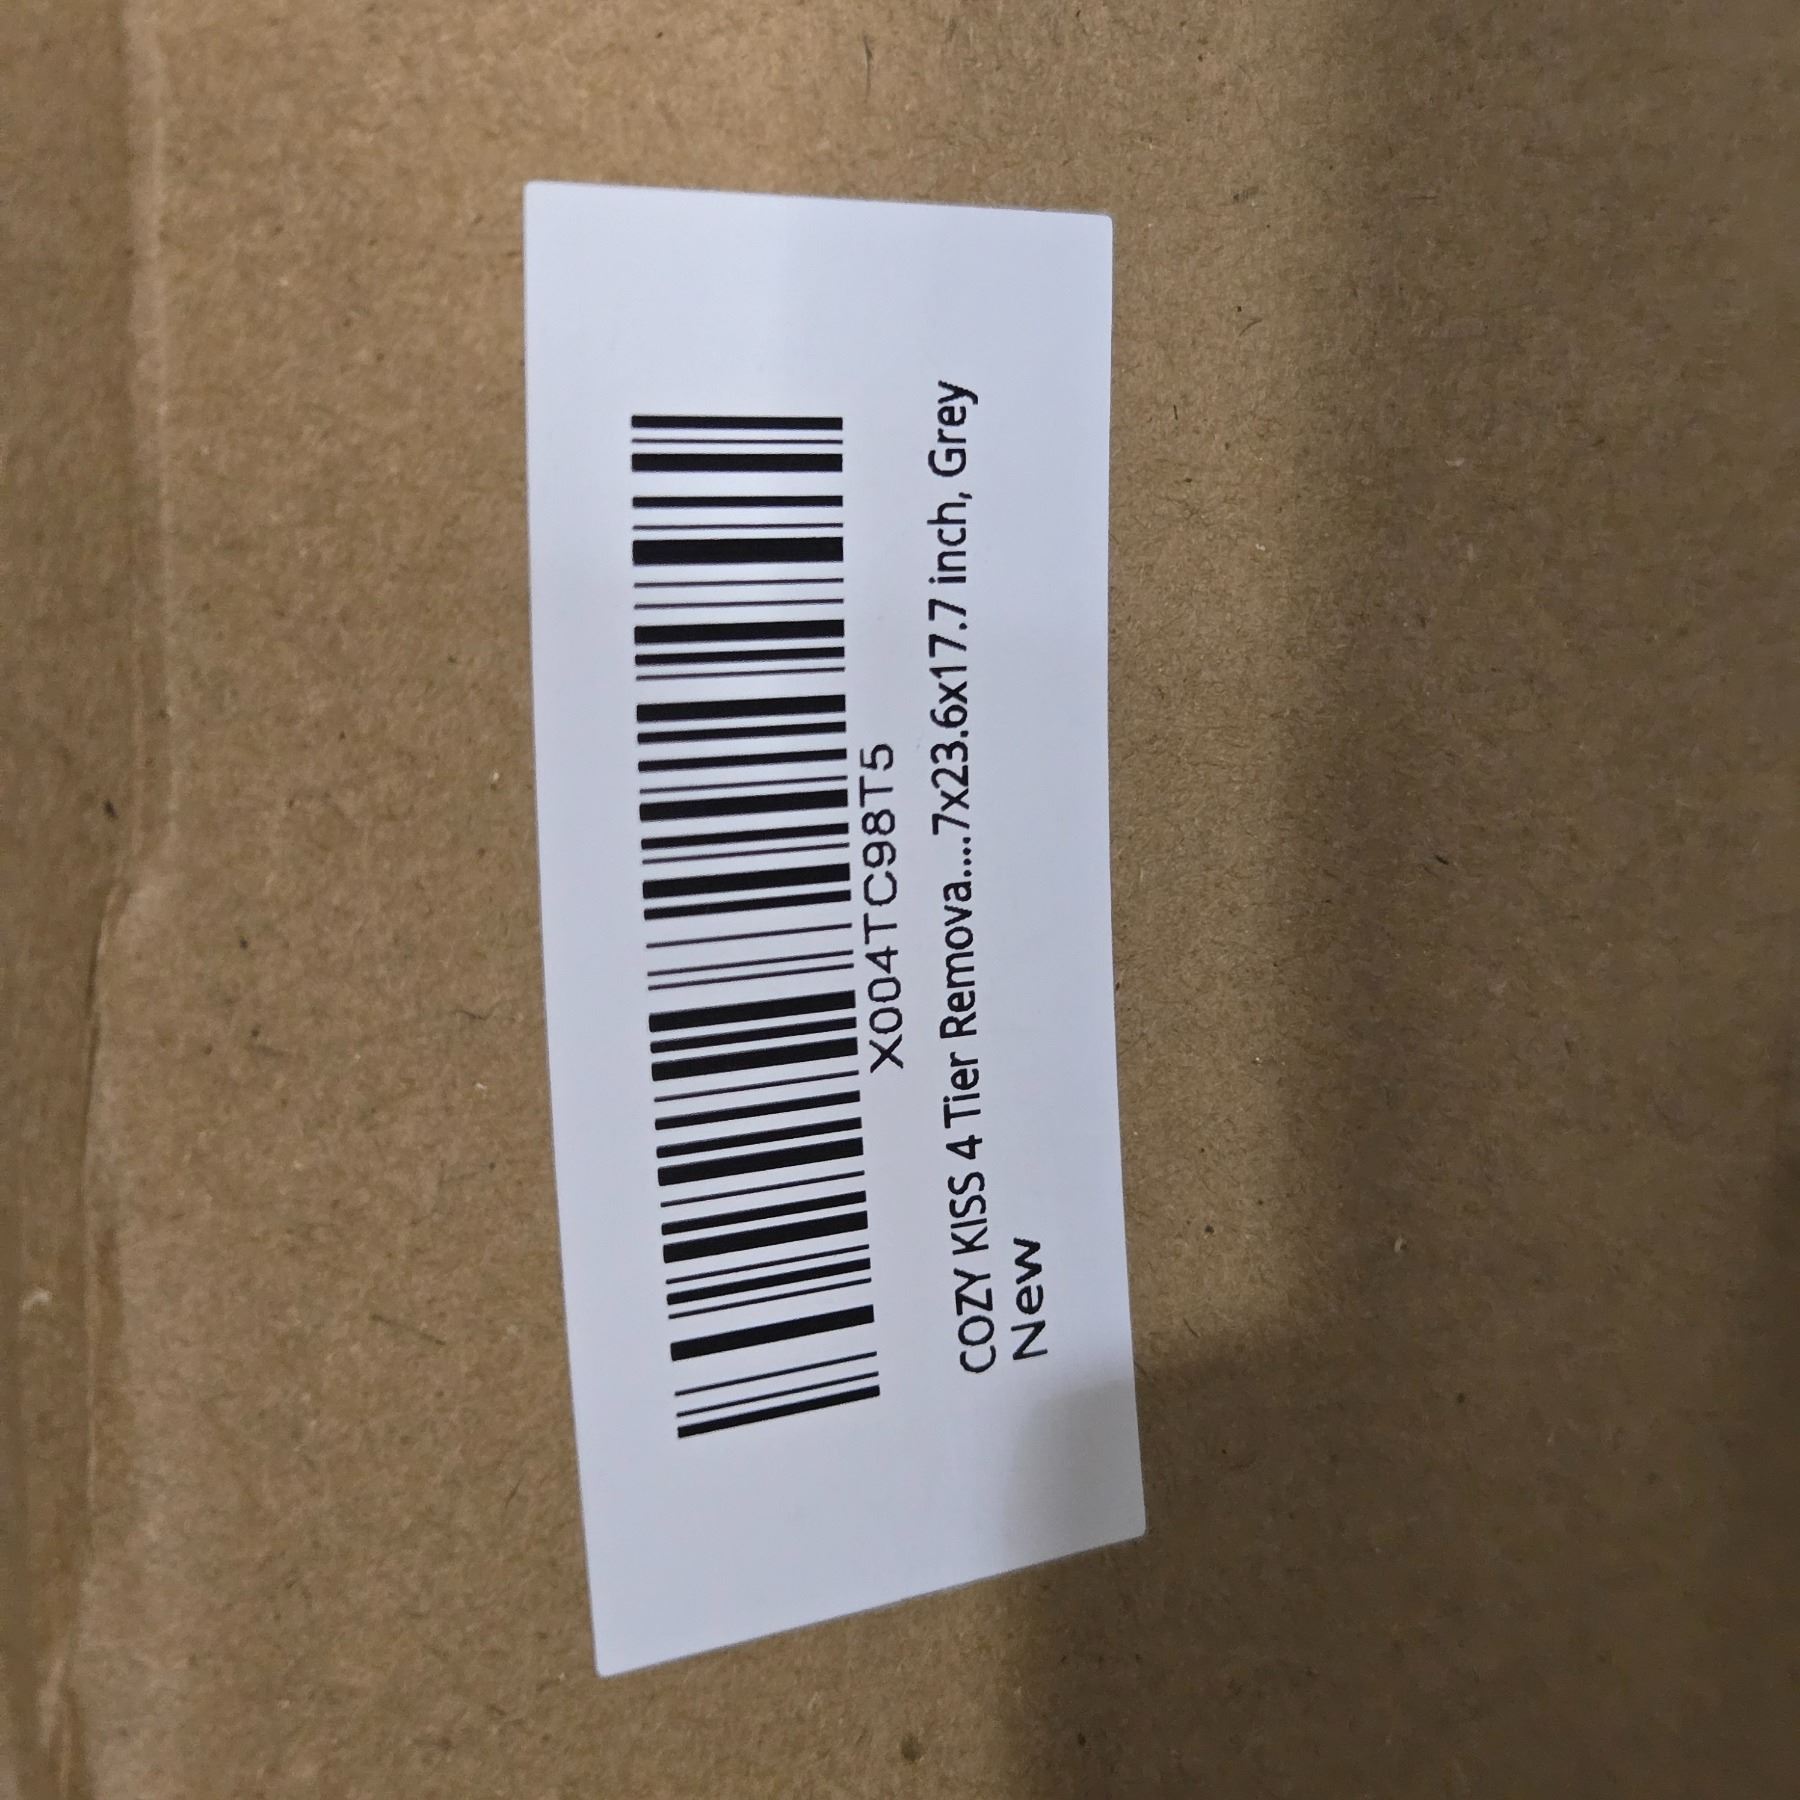 X004TC98T5
COZY KISS 4 Tier Remova....7x23.6x17.7 inch, Grey
New